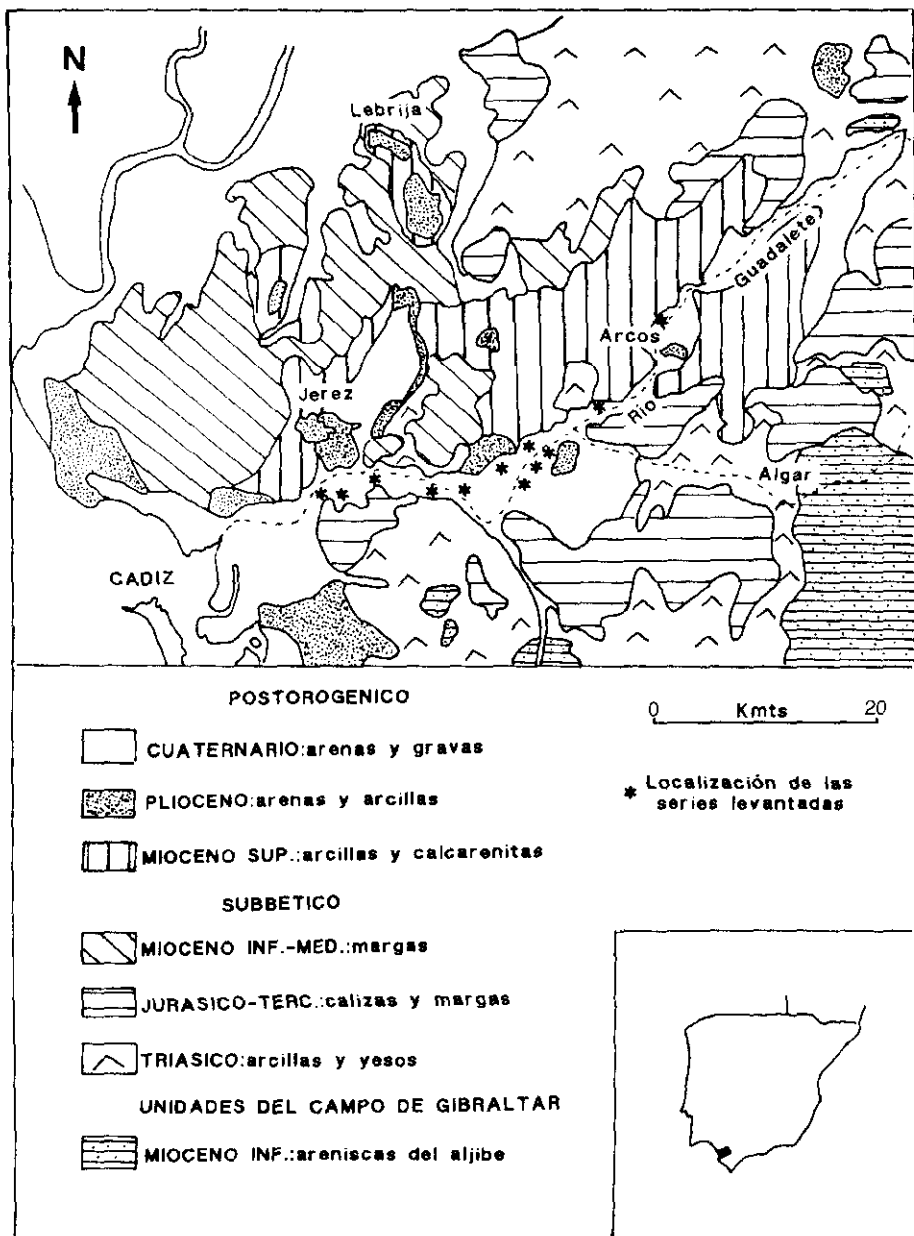 N
Lebrija
Guadalete
Arcos
Jerez
Río
Algar
CADIZ
POSTOROGENICO
CUATERNARIO:arenas y gravas
PLIOCENO:arenas y arcillas
MIOCENO SUP.:arcillas y calcarenitas
SUBBETICO
MIOCENO INF.-MED.:margas
JURASICO-TERC.:calizas y margas
TRIASICO:arcillas y yesos
UNIDADES DEL CAMPO DE GIBRALTAR
MIOCENO INF.:areniscas del aljibe
0 Kmts 20
* Localización de las
series levantadas